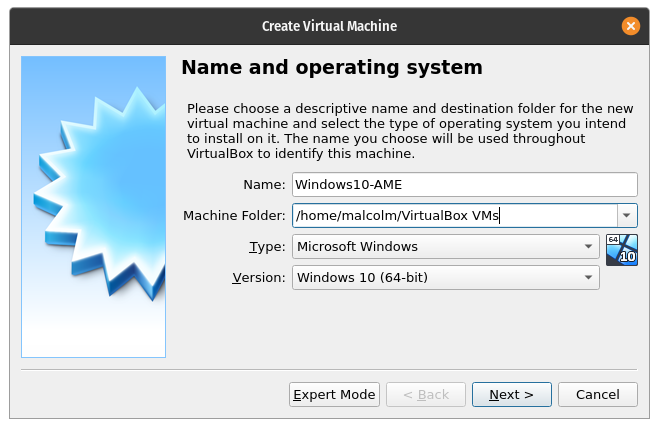 Create Virtual Machine
Name and operating system
Please choose a descriptive name and destination folder for the new
virtual machine and select the type of operating system you intend
to install on it. The name you choose will be used throughout
VirtualBox to identify this machine.
Name: Windows10-AME
Machine Folder: /home/malcolm/VirtualBox VMs
Type: Microsoft Windows
64
10
Version: Windows 10 (64-bit)
Expert Mode < Back Next > Cancel